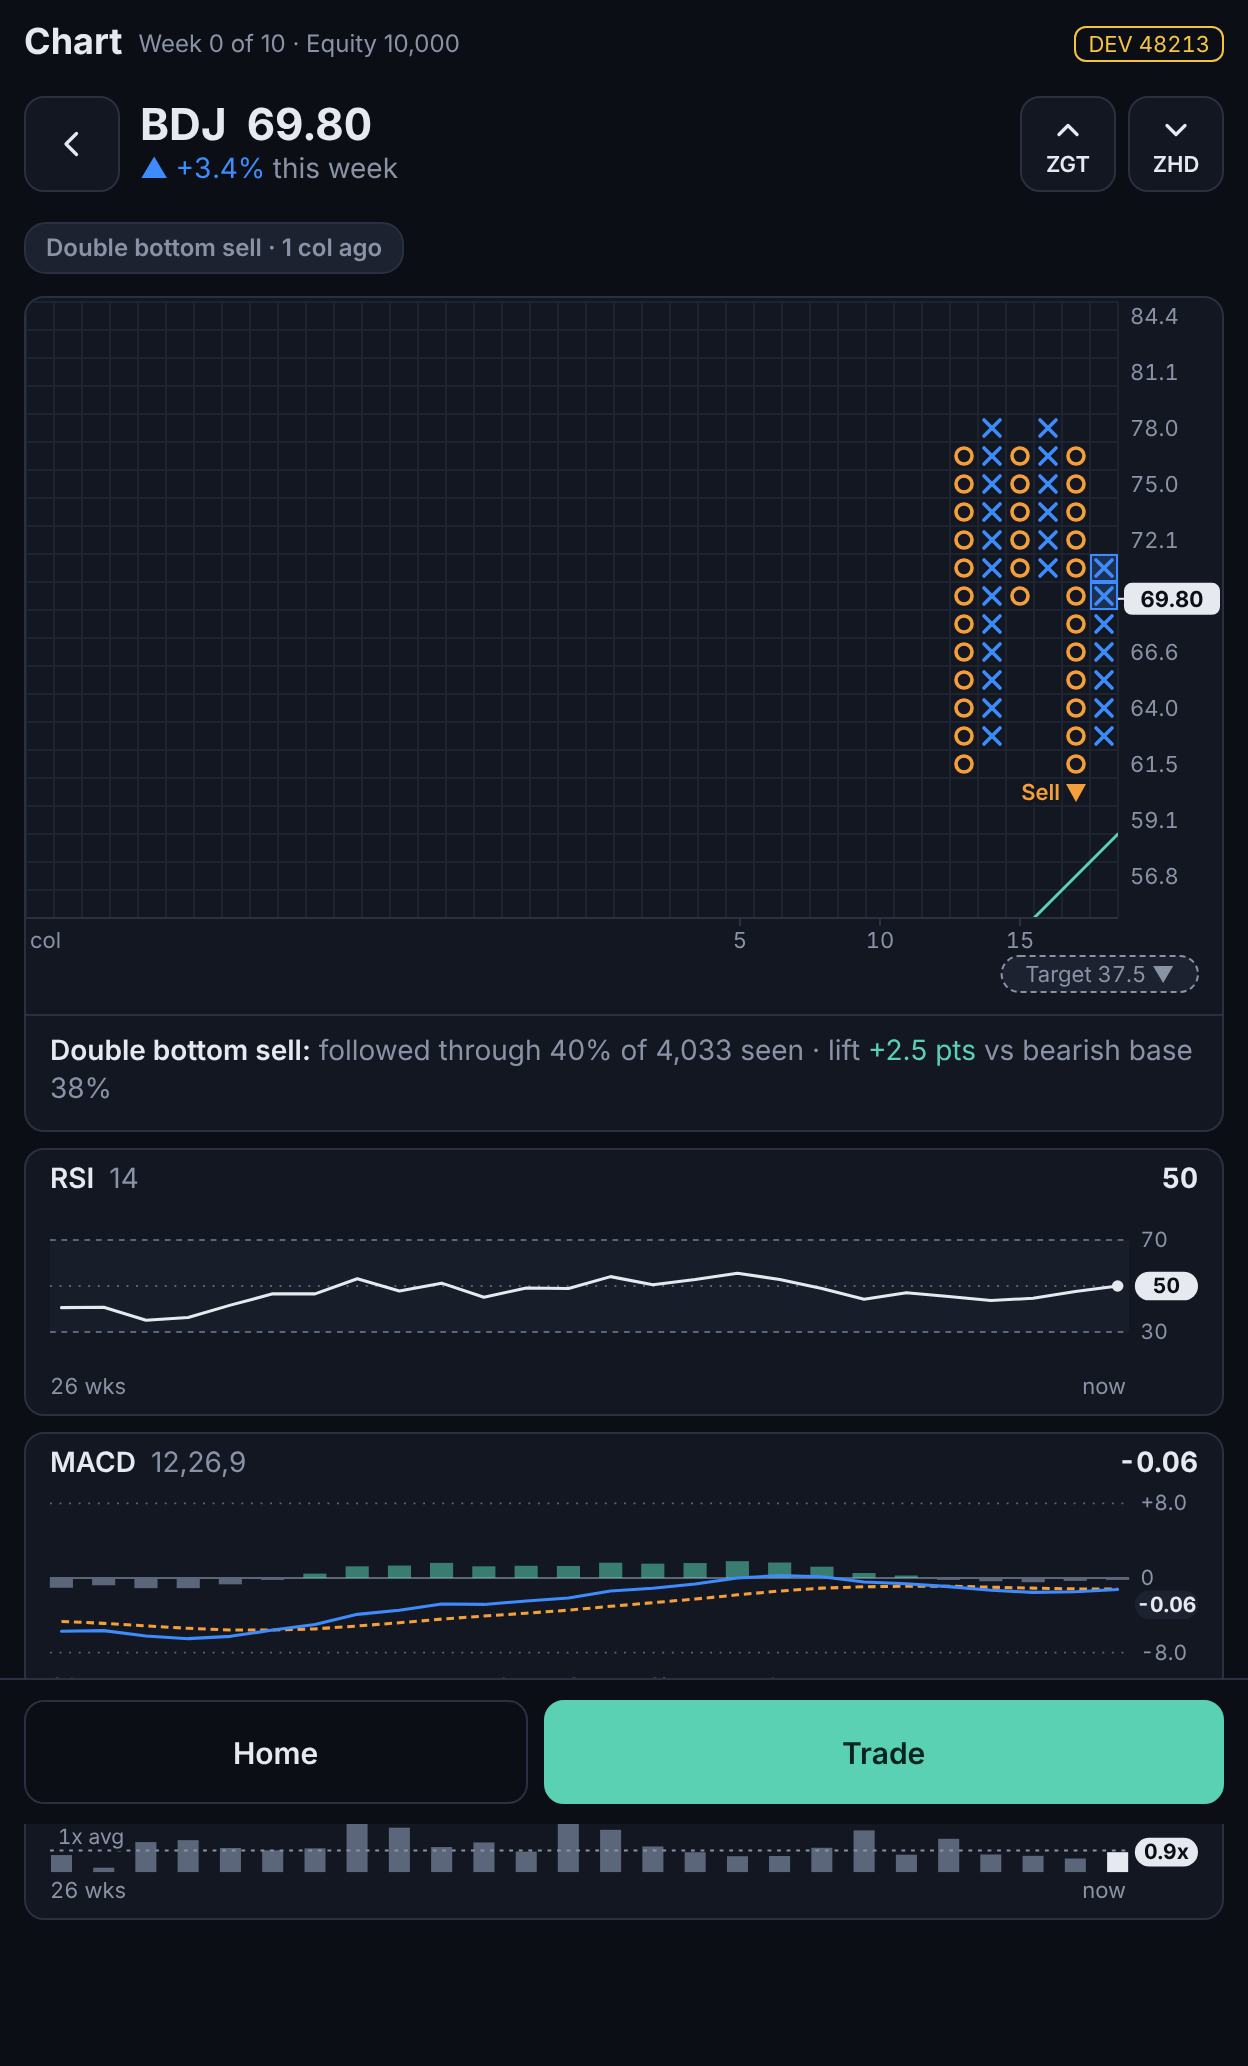 Chart Week 0 of 10 · Equity 10,000
DEV 48213
BDJ 69.80
▲ +3.4% this week
ZGT
ZHD
Double bottom sell · 1 col ago
84.4
81.1
78.0
75.0
72.1
69.80
66.6
64.0
61.5
Sell ▼
59.1
56.8
col 5 10 15
Target 37.5 ▼
Double bottom sell: followed through 40% of 4,033 seen · lift +2.5 pts vs bearish base
38%
RSI 14 50
70
50
30
26 wks now
MACD 12,26,9 -0.06
+8.0
0
-0.06
-8.0
Home Trade
1x avg
0.9x
26 wks now